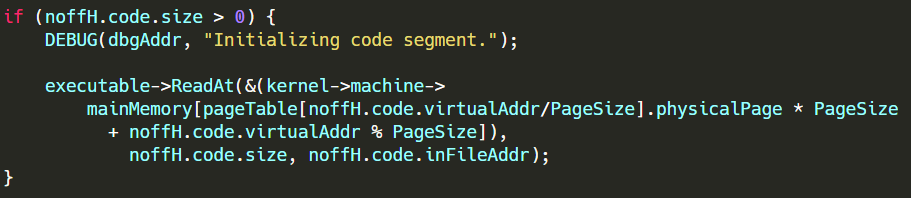 if (noffH.code.size > 0) {
    DEBUG(dbgAddr, "Initializing code segment.");
    executable->ReadAt(&(kernel->machine->
        mainMemory[pageTable[noffH.code.virtualAddr/PageSize].physicalPage * PageSize
          + noffH.code.virtualAddr % PageSize]),
            noffH.code.size, noffH.code.inFileAddr);
}